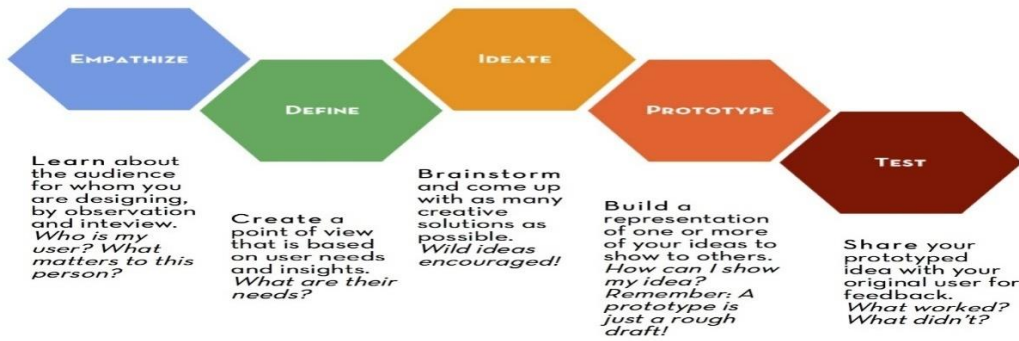 EMPATHIZE
Learn about
the audience
for whom you
are designing,
by observation
and inteview.
Who is my
user? What
matters to this
person?
DEFINE
Create a
point of view
that is based
on user needs
and insights.
What are their
needs?
IDEATE
Brainstorm
and come up
with as many
creative
solutions as
possible.
Wild ideas
encouraged!
PROTOTYPE
Build a
representation
of one or more
of your ideas to
show to others.
How can I show
my idea?
Remember: A
prototype is
just a rough
draft!
TEST
Share your
prototyped
idea with your
original user for
feedback.
What worked?
What didn't?